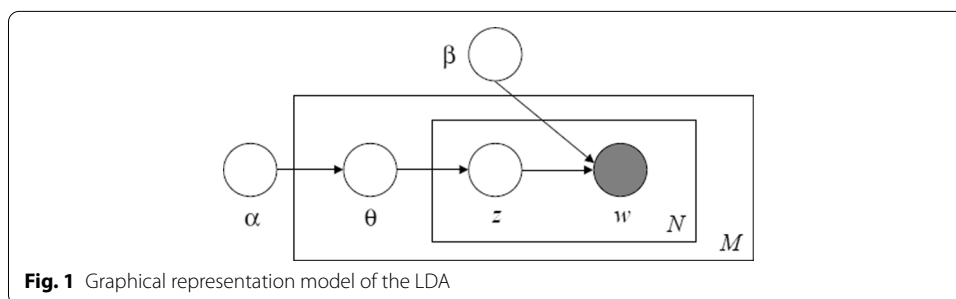 β
α
θ
z
w
N
M
Fig. 1 Graphical representation model of the LDA